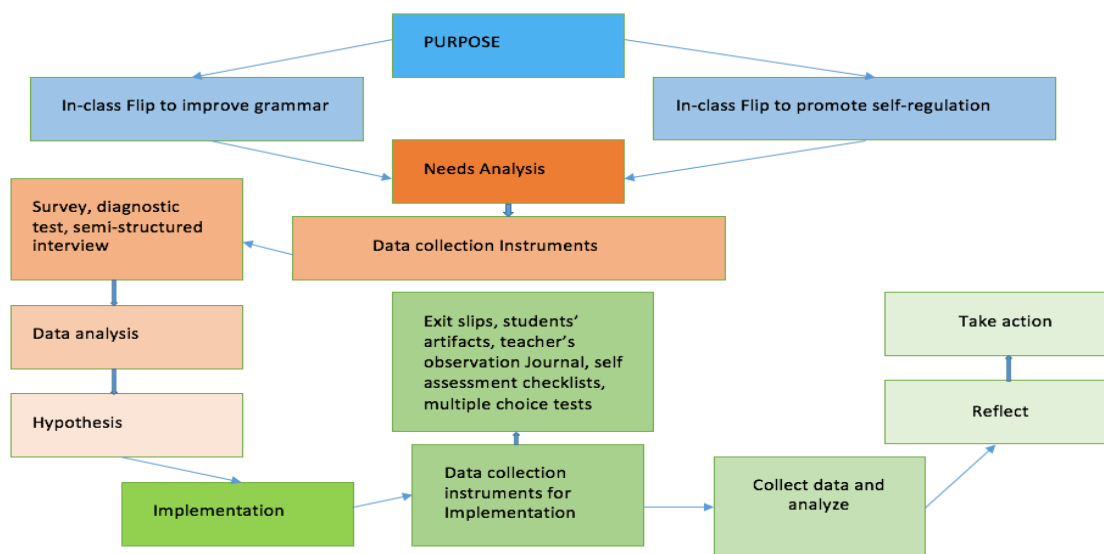 PURPOSE
In-class Flip to improve grammar
In-class Flip to promote self-regulation
Needs Analysis
Survey, diagnostic
test, semi-structured
interview
Data collection Instruments
Data analysis
Hypothesis
Implementation
Exit slips, students’
artifacts, teacher’s
observation Journal, self
assessment checklists,
multiple choice tests
Data collection
instruments for
Implementation
Collect data and
analyze
Reflect
Take action